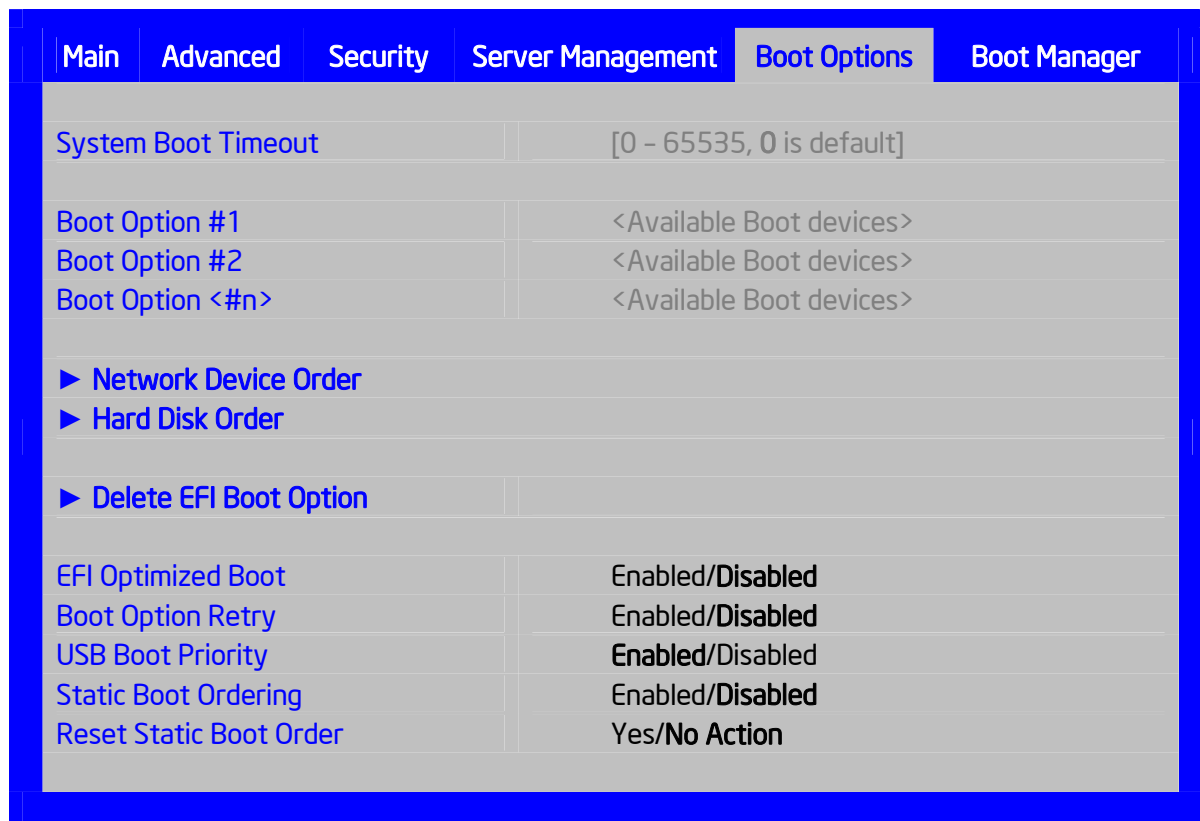 Main Advanced Security Server Management Boot Options Boot Manager
System Boot Timeout [0 – 65535, 0 is default]
Boot Option #1 <Available Boot devices>
Boot Option #2 <Available Boot devices>
Boot Option <#n> <Available Boot devices>
► Network Device Order
► Hard Disk Order
► Delete EFI Boot Option
EFI Optimized Boot Enabled/Disabled
Boot Option Retry Enabled/Disabled
USB Boot Priority Enabled/Disabled
Static Boot Ordering Enabled/Disabled
Reset Static Boot Order Yes/No Action